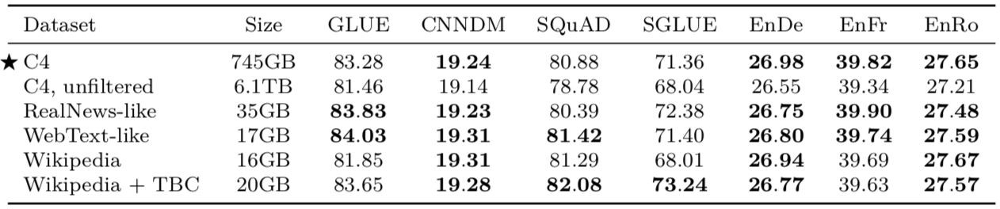 Dataset Size GLUE CNNDM SQuAD SGLUE EnDe EnFr EnRo
★ C4 745GB 83.28 19.24 80.88 71.36 26.98 39.82 27.65
C4, unfiltered 6.1TB 81.46 19.14 78.78 68.04 26.55 39.34 27.21
RealNews-like 35GB 83.83 19.23 80.39 72.38 26.75 39.90 27.48
WebText-like 17GB 84.03 19.31 81.42 71.40 26.80 39.74 27.59
Wikipedia 16GB 81.85 19.31 81.29 68.01 26.94 39.69 27.67
Wikipedia + TBC 20GB 83.65 19.28 82.08 73.24 26.77 39.63 27.57